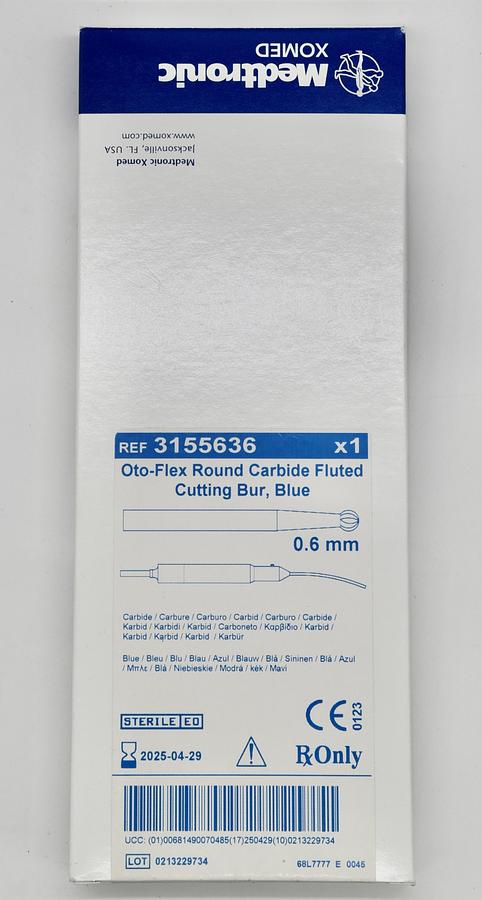 Medtronic
XOMED
Medtronic Xomed
Jacksonville, FL. USA
www.xomed.com
REF 3155636 x1
Oto-Flex Round Carbide Fluted
Cutting Bur, Blue
0.6 mm
Carbide / Carbure / Carburo / Carbid / Carburo / Carbide /
Karbid / Karbidi / Karbid / Carboneto / Καρβίδιο / Karbid /
Karbid / Karbid / Karbid / Karbür
Blue / Bleu / Blu / Blau / Azul / Blauw / Blå / Sininen / Blå / Azul
/ Μπλε / Blå / Niebieskie / Modrá / kék / Mavi
STERILE EO
CE 0123
2025-04-29
Rx Only
UCC: (01)00681490070485(17)250429(10)0213229734
LOT 0213229734
68L7777 E 0045